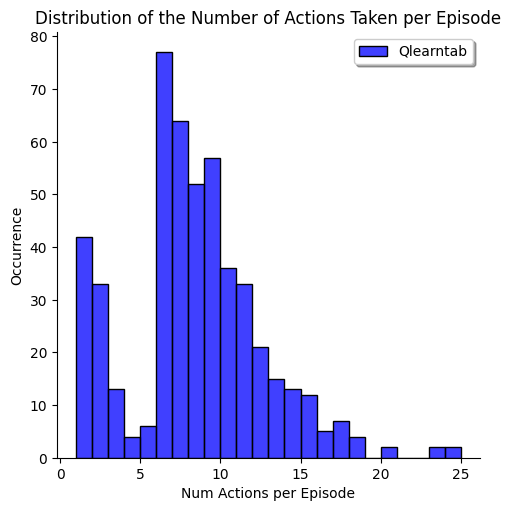 Distribution of the Number of Actions Taken per Episode
Qlearntab
80
70
60
50
40
30
20
10
0
Occurrence
0 5 10 15 20 25
Num Actions per Episode